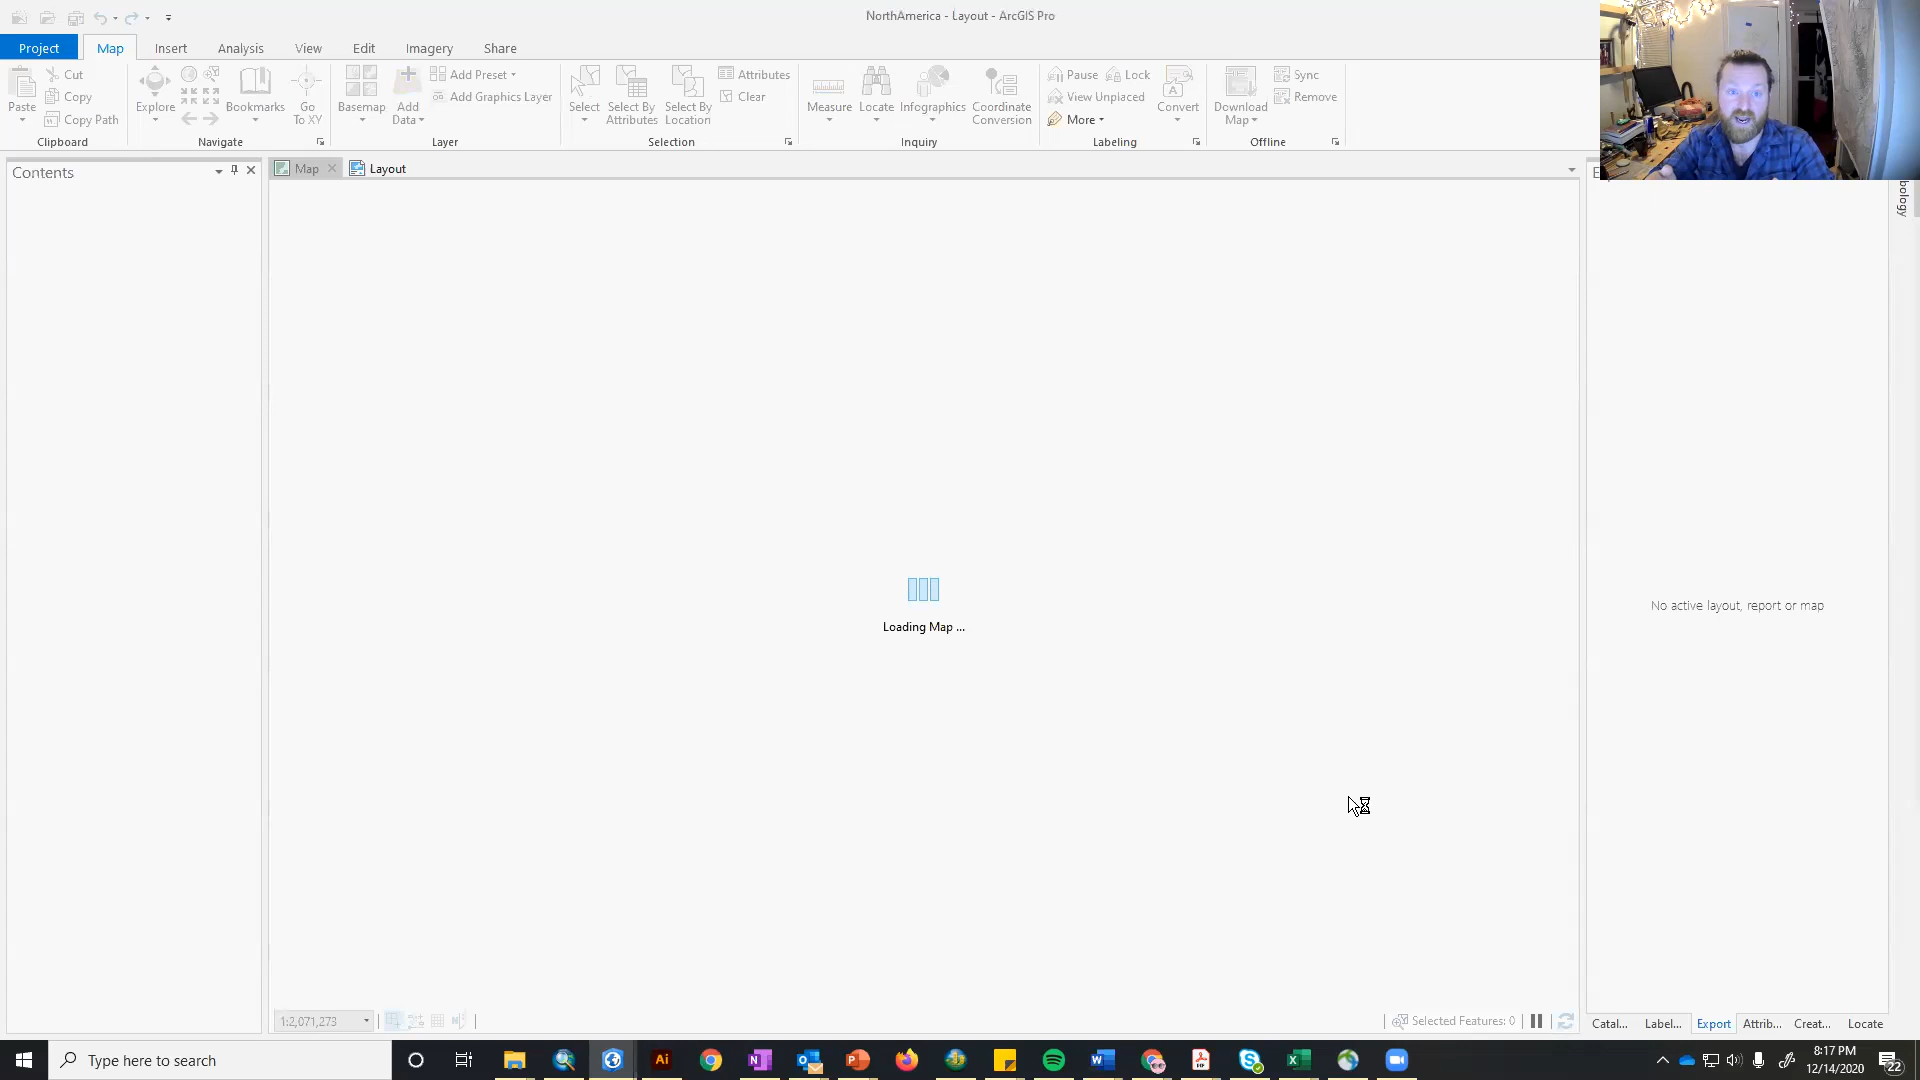 NorthAmerica - Layout - ArcGIS Pro
Project
Map
Insert
Analysis
View
Edit
Imagery
Share
Paste
Cut
Copy
Copy Path
Clipboard
Explore
Bookmarks
Go
To XY
Navigate
Basemap
Add
Data
Add Preset
Add Graphics Layer
Layer
Select
Select By
Attributes
Select By
Location
Attributes
Clear
Selection
Measure
Locate
Infographics
Coordinate
Conversion
Inquiry
Pause
Lock
View Unplaced
More
Convert
Labeling
Download
Map
Sync
Remove
Offline
Contents
Map
Layout
bology
Loading Map ...
No active layout, report or map
1:2,071,273
Selected Features: 0
Catal...
Label...
Export
Attrib...
Creat...
Locate
Type here to search
8:17 PM
12/14/2020
22